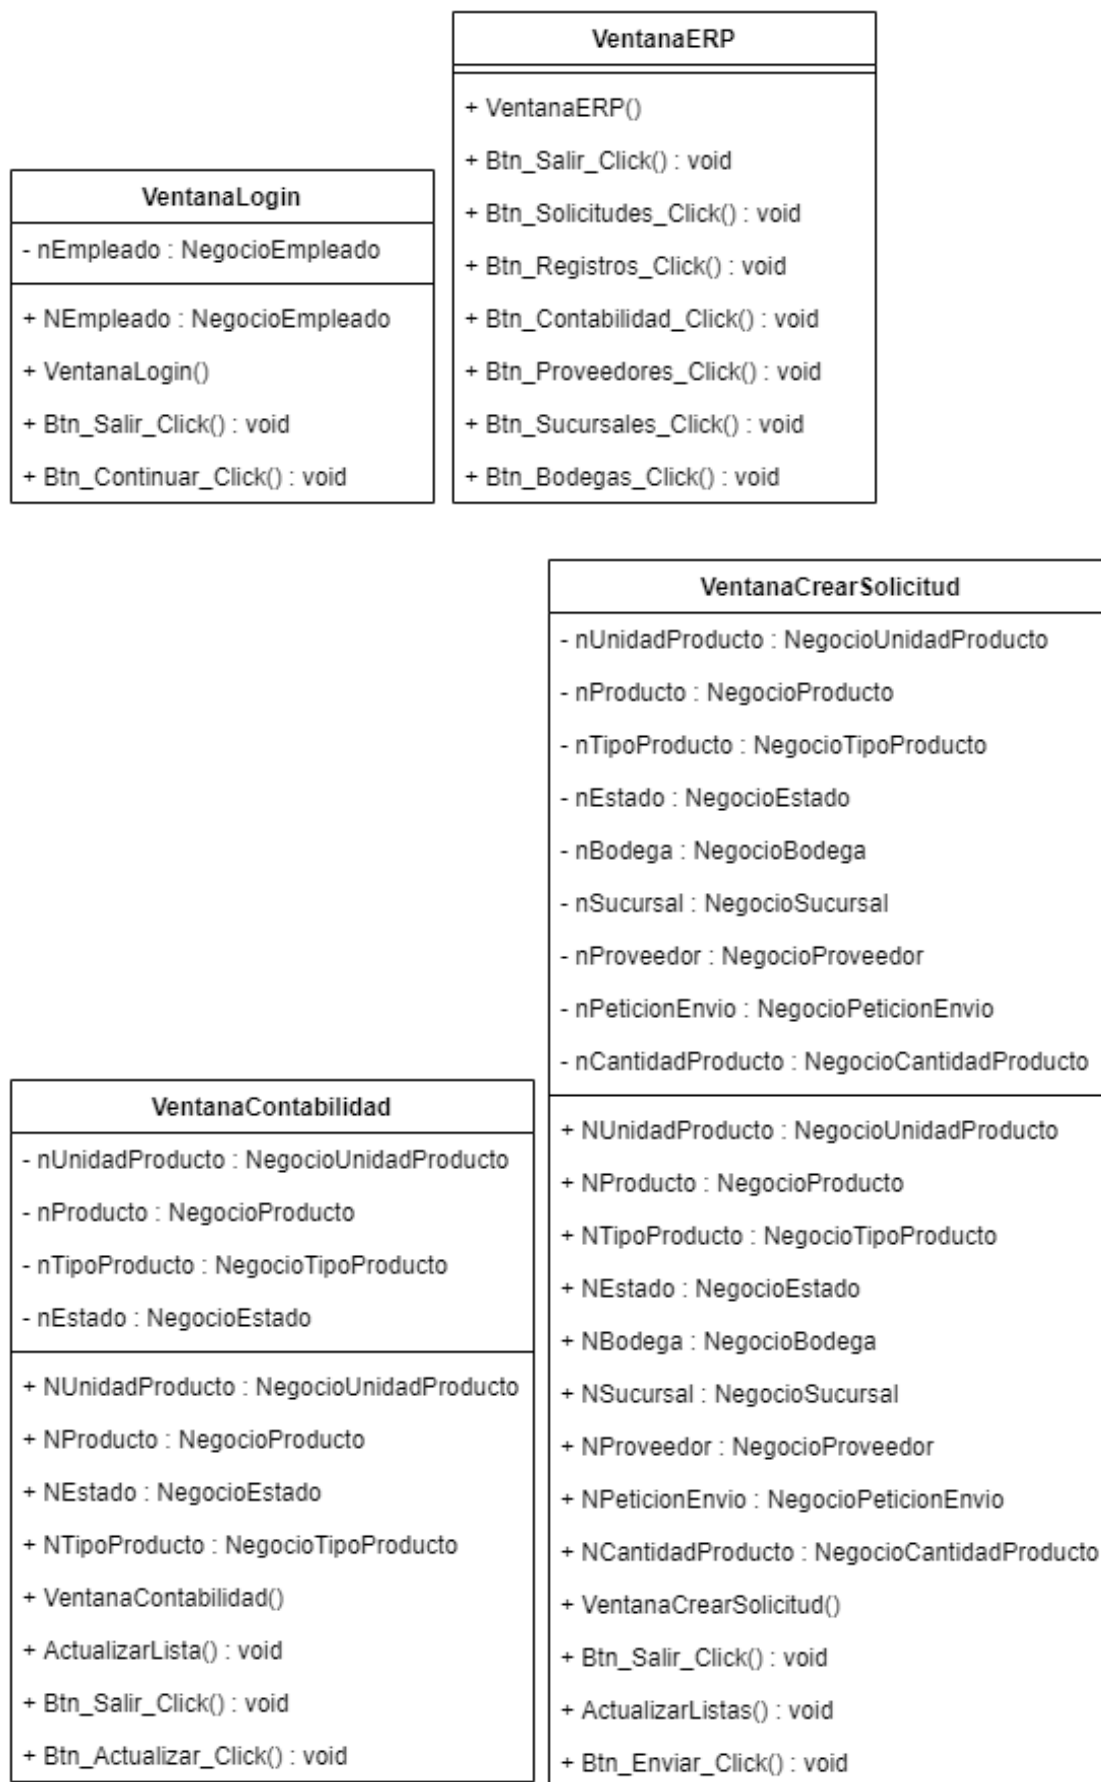 VentanaERP
+ VentanaERP()
+ Btn_Salir_Click() : void
+ Btn_Solicitudes_Click() : void
+ Btn_Registros_Click() : void
+ Btn_Contabilidad_Click() : void
+ Btn_Proveedores_Click() : void
+ Btn_Sucursales_Click() : void
+ Btn_Bodegas_Click() : void
VentanaLogin
- nEmpleado : NegocioEmpleado
+ NEmpleado : NegocioEmpleado
+ VentanaLogin()
+ Btn_Salir_Click() : void
+ Btn_Continuar_Click() : void
VentanaCrearSolicitud
- nUnidadProducto : NegocioUnidadProducto
- nProducto : NegocioProducto
- nTipoProducto : NegocioTipoProducto
- nEstado : NegocioEstado
- nBodega : NegocioBodega
- nSucursal : NegocioSucursal
- nProveedor : NegocioProveedor
- nPeticionEnvio : NegocioPeticionEnvio
- nCantidadProducto : NegocioCantidadProducto
+ NUnidadProducto : NegocioUnidadProducto
+ NProducto : NegocioProducto
+ NTipoProducto : NegocioTipoProducto
+ NEstado : NegocioEstado
+ NBodega : NegocioBodega
+ NSucursal : NegocioSucursal
+ NProveedor : NegocioProveedor
+ NPeticionEnvio : NegocioPeticionEnvio
+ NCantidadProducto : NegocioCantidadProducto
+ VentanaCrearSolicitud()
+ Btn_Salir_Click() : void
+ ActualizarListas() : void
+ Btn_Enviar_Click() : void
VentanaContabilidad
- nUnidadProducto : NegocioUnidadProducto
- nProducto : NegocioProducto
- nTipoProducto : NegocioTipoProducto
- nEstado : NegocioEstado
+ NUnidadProducto : NegocioUnidadProducto
+ NProducto : NegocioProducto
+ NEstado : NegocioEstado
+ NTipoProducto : NegocioTipoProducto
+ VentanaContabilidad()
+ ActualizarLista() : void
+ Btn_Salir_Click() : void
+ Btn_Actualizar_Click() : void